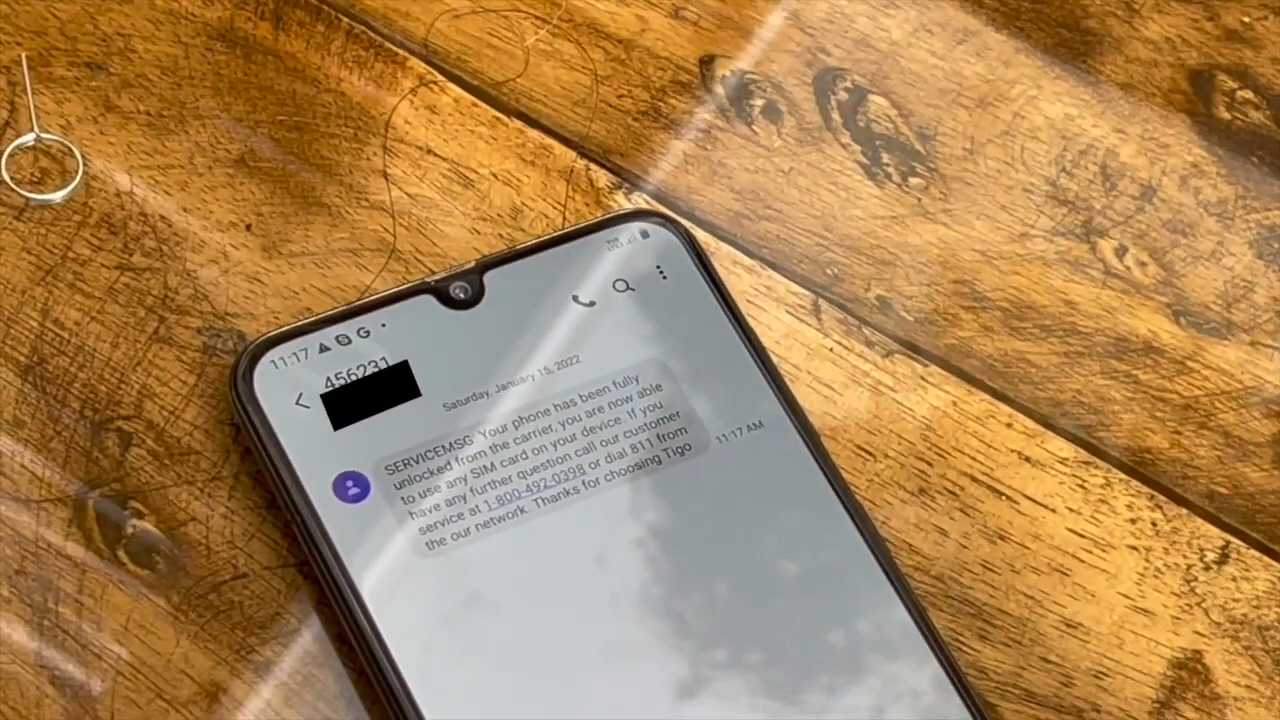 11:17
456231
Saturday, January 15, 2022
SERVICEMSG Your phone has been fully
unlocked from the carrier, you are now able
to use any SIM card on your device. If you
have any further question call our customer
service at 1-800-492-0398 or dial 811 from
the our network. Thanks for choosing Tigo
11:17 AM